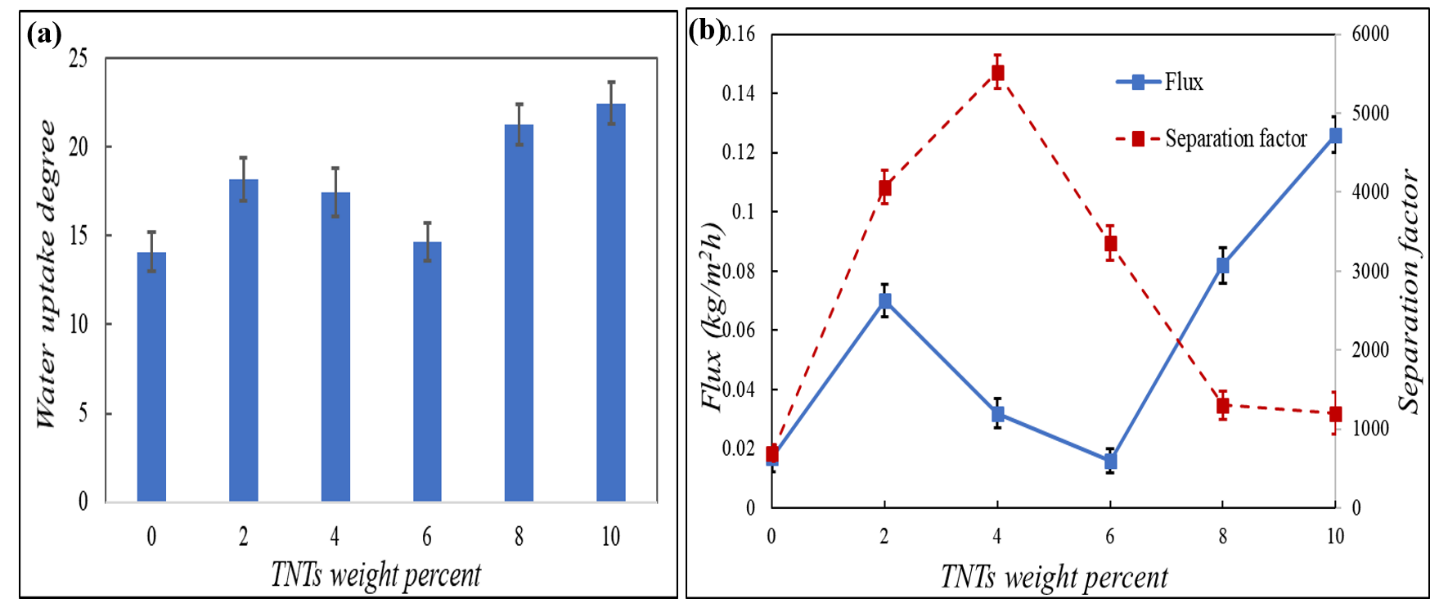 (a)
25
20
15
10
5
0
Water uptake degree
0 2 4 6 8 10
TNTs weight percent
(b)
0.16
0.14
0.12
0.1
0.08
0.06
0.04
0.02
0
Flux (kg/m²h)
Flux
Separation factor
6000
5000
4000
3000
2000
1000
0
Separation factor
0 2 4 6 8 10
TNTs weight percent